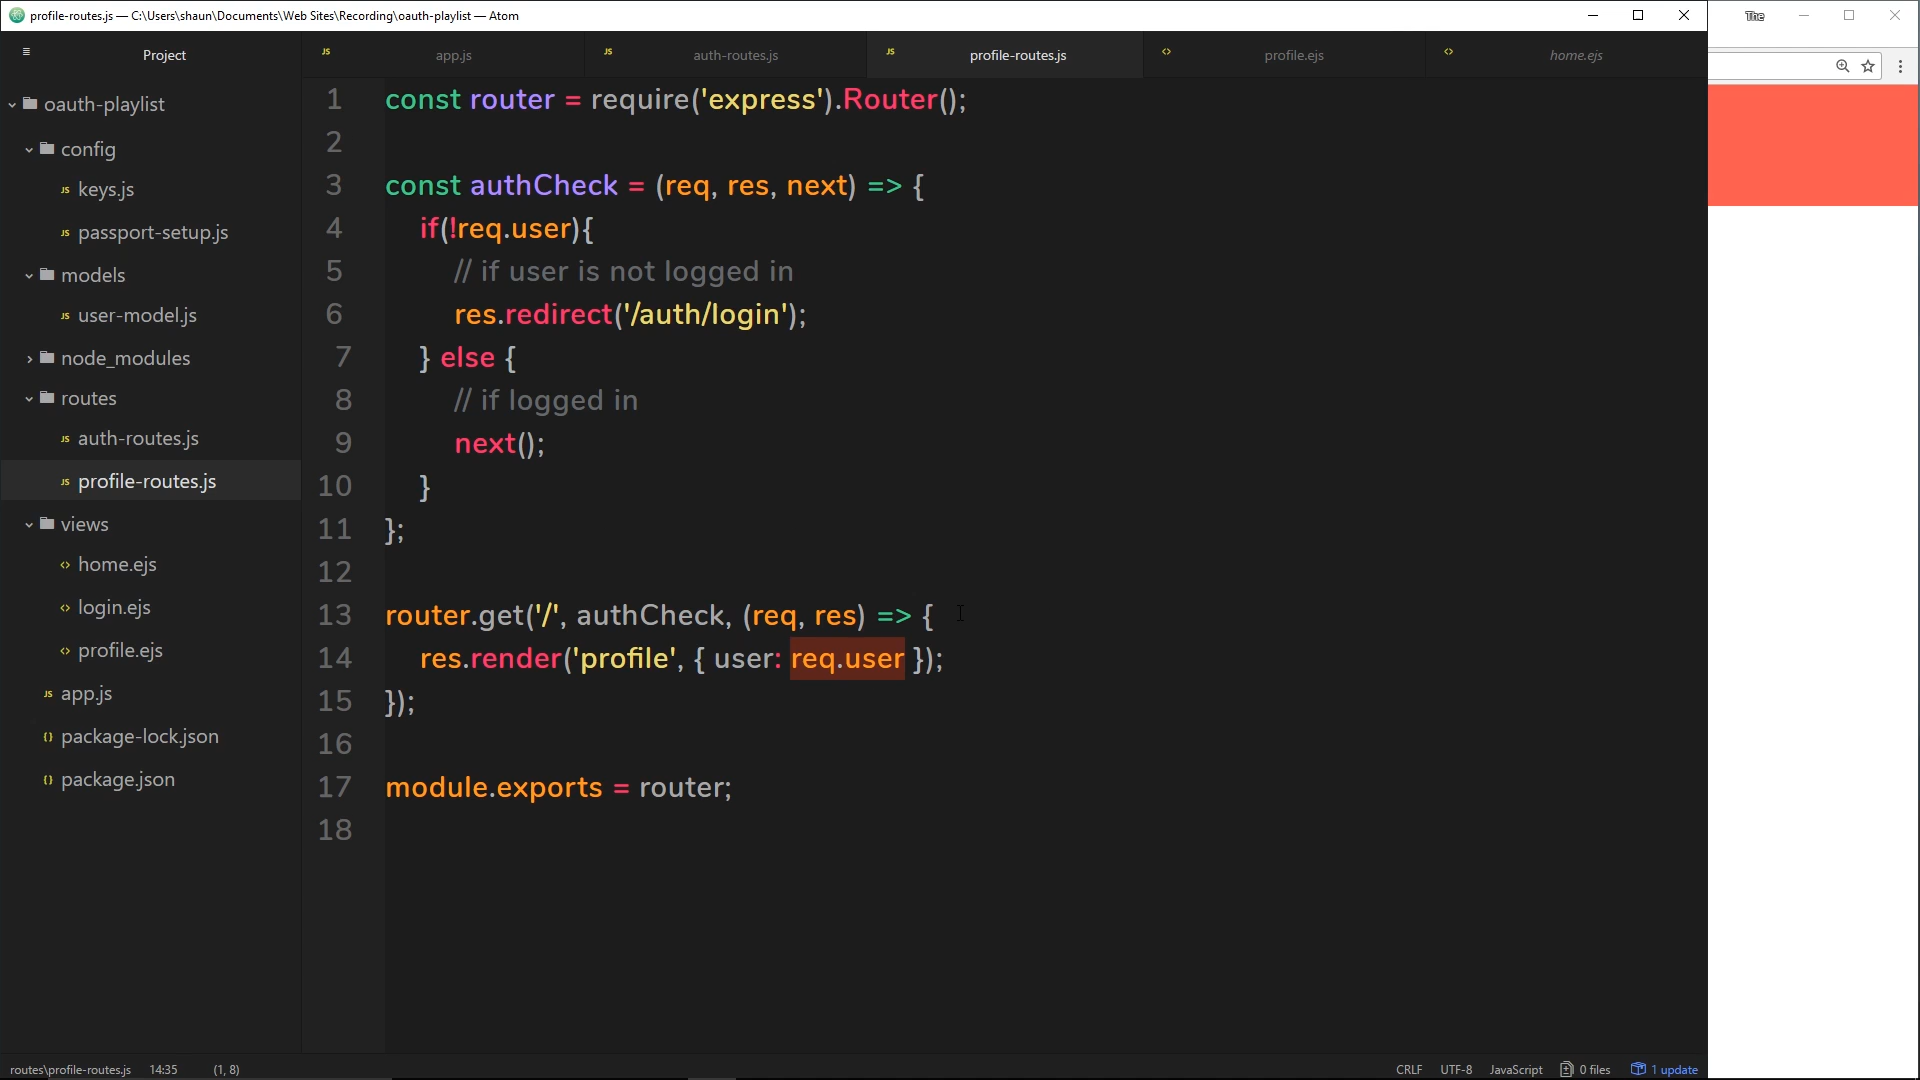 profile-routes.js — C:\Users\shaun\Documents\Web Sites\Recording\oauth-playlist — Atom
The
Project
app.js
auth-routes.js
profile-routes.js
profile.ejs
home.ejs
oauth-playlist
config
keys.js
passport-setup.js
models
user-model.js
node_modules
routes
auth-routes.js
profile-routes.js
views
home.ejs
login.ejs
profile.ejs
app.js
package-lock.json
package.json
1 const router = require('express').Router();
2
3 const authCheck = (req, res, next) => {
4 if(!req.user){
5 // if user is not logged in
6 res.redirect('/auth/login');
7 } else {
8 // if logged in
9 next();
10 }
11 };
12
13 router.get('/', authCheck, (req, res) => {
14 res.render('profile', { user: req.user });
15 });
16
17 module.exports = router;
18
routes\profile-routes.js 14:35 (1, 8)
CRLF UTF-8 JavaScript 0 files 1 update